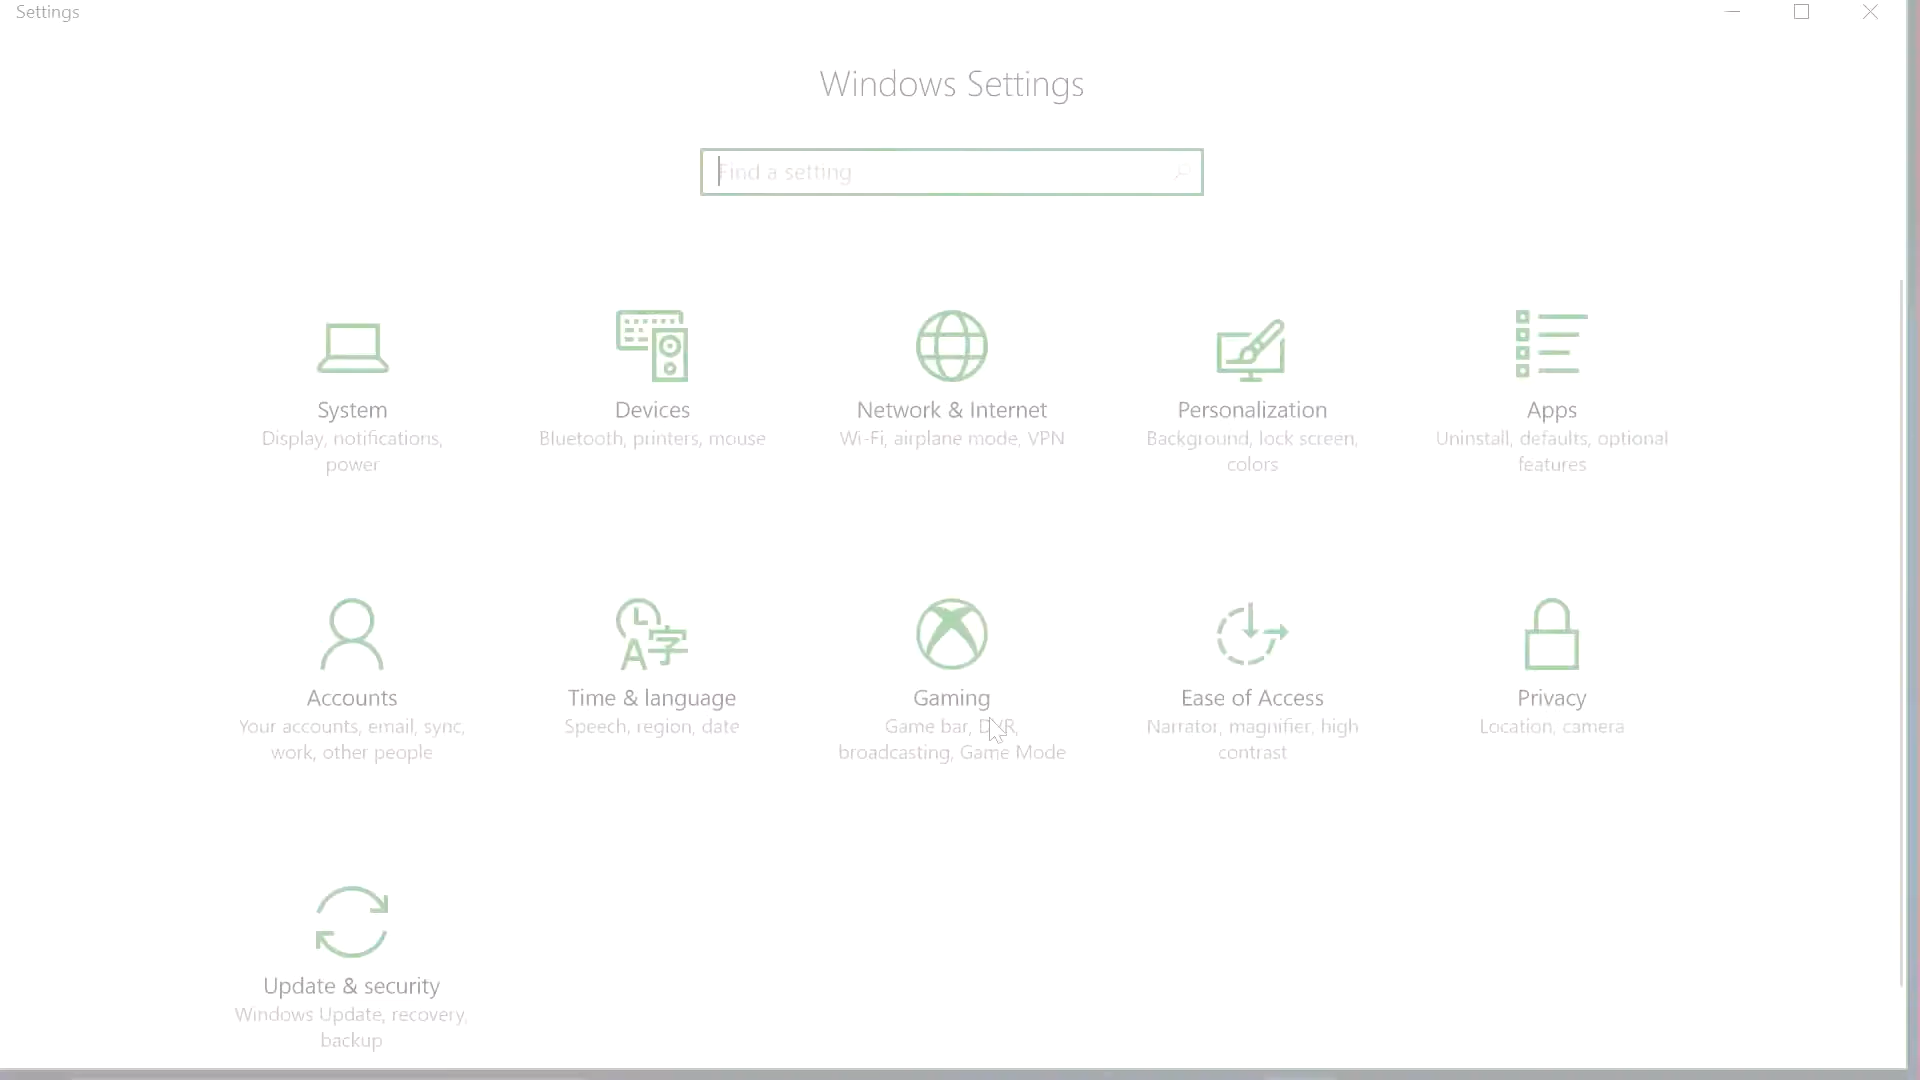 Settings
Windows Settings
Find a setting
System
Display, notifications,
power
Devices
Bluetooth, printers, mouse
Network & Internet
Wi-Fi, airplane mode, VPN
Personalization
Background, lock screen,
colors
Apps
Uninstall, defaults, optional
features
Accounts
Your accounts, email, sync,
work, other people
Time & language
Speech, region, date
Gaming
Game bar, DVR,
broadcasting, Game Mode
Ease of Access
Narrator, magnifier, high
contrast
Privacy
Location, camera
Update & security
Windows Update, recovery,
backup